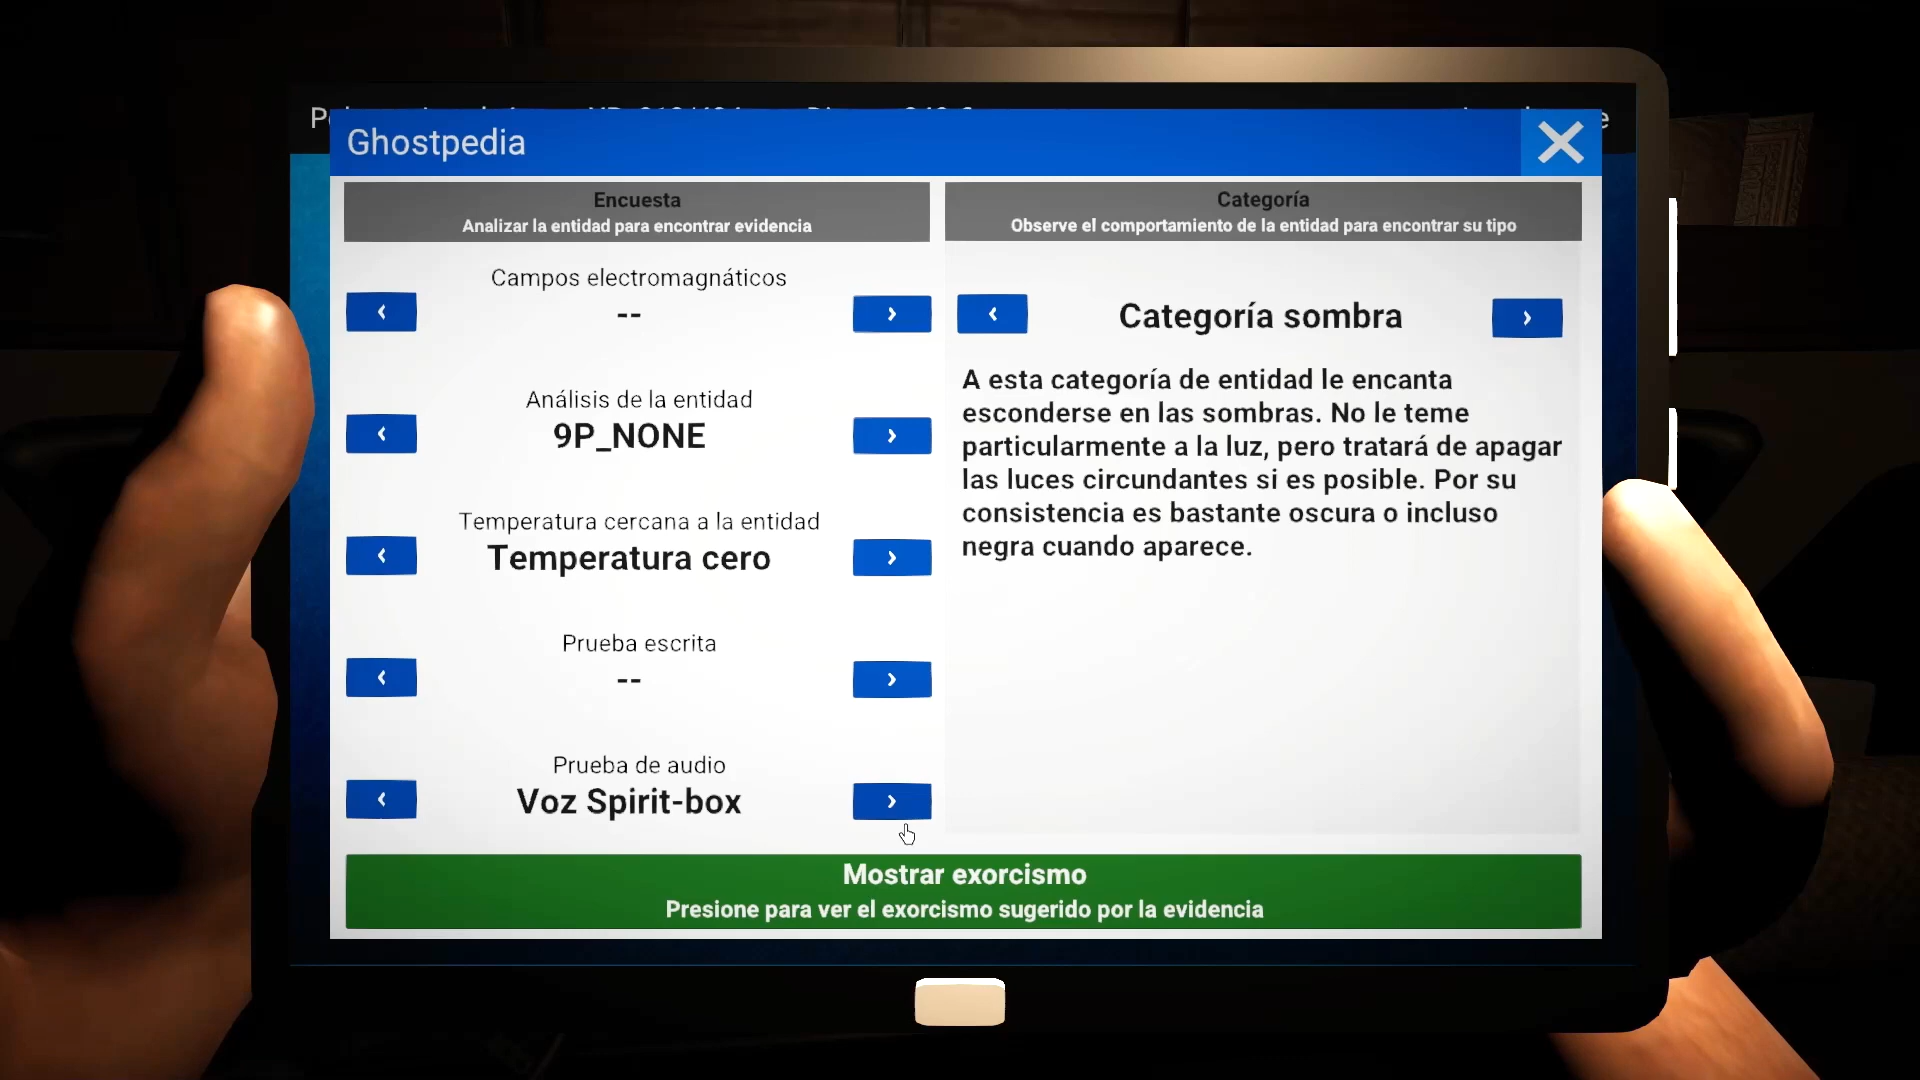 Ghostpedia
Encuesta
Analizar la entidad para encontrar evidencia
Campos electromagnáticos
--
Análisis de la entidad
9P_NONE
Temperatura cercana a la entidad
Temperatura cero
Prueba escrita
--
Prueba de audio
Voz Spirit-box
Categoría
Observe el comportamiento de la entidad para encontrar su tipo
Categoría sombra
A esta categoría de entidad le encanta
esconderse en las sombras. No le teme
particularmente a la luz, pero tratará de apagar
las luces circundantes si es posible. Por su
consistencia es bastante oscura o incluso
negra cuando aparece.
Mostrar exorcismo
Presione para ver el exorcismo sugerido por la evidencia